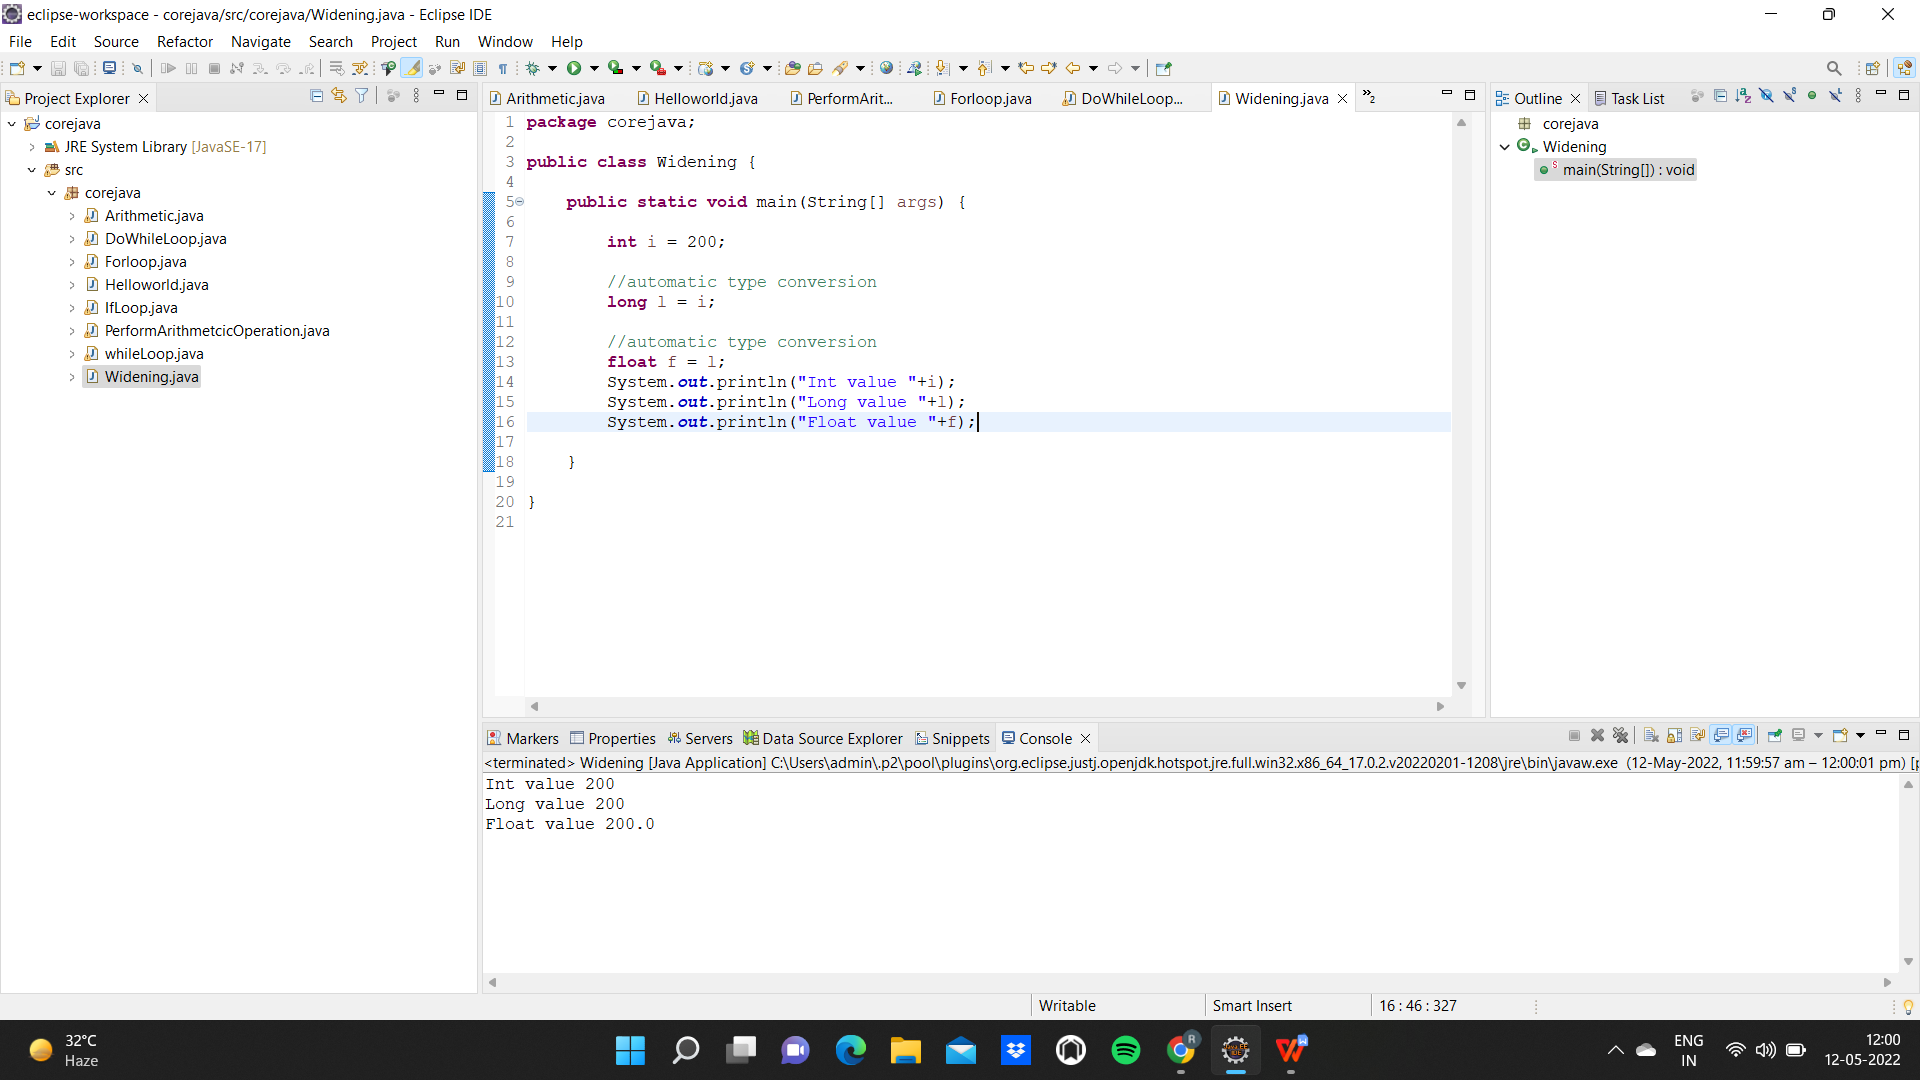 eclipse-workspace - corejava/src/corejava/Widening.java - Eclipse IDE
File Edit Source Refactor Navigate Search Project Run Window Help
Project Explorer
corejava
JRE System Library [JavaSE-17]
src
corejava
Arithmetic.java
DoWhileLoop.java
Forloop.java
Helloworld.java
IfLoop.java
PerformArithmetcicOperation.java
whileLoop.java
Widening.java
Arithmetic.java Helloworld.java PerformArit... Forloop.java DoWhileLoop... Widening.java »2
1 package corejava;
2
3 public class Widening {
4
5 public static void main(String[] args) {
6
7 int i = 200;
8
9 //automatic type conversion
10 long l = i;
11
12 //automatic type conversion
13 float f = l;
14 System.out.println("Int value "+i);
15 System.out.println("Long value "+l);
16 System.out.println("Float value "+f);
17
18 }
19
20 }
21
Outline Task List
corejava
Widening
main(String[]) : void
Markers Properties Servers Data Source Explorer Snippets Console
<terminated> Widening [Java Application] C:\Users\admin\.p2\pool\plugins\org.eclipse.justj.openjdk.hotspot.jre.full.win32.x86_64_17.0.2.v20220201-1208\jre\bin\javaw.exe (12-May-2022, 11:59:57 am – 12:00:01 pm) [p
Int value 200
Long value 200
Float value 200.0
Writable Smart Insert 16 : 46 : 327
32°C
Haze
ENG
IN
12:00
12-05-2022